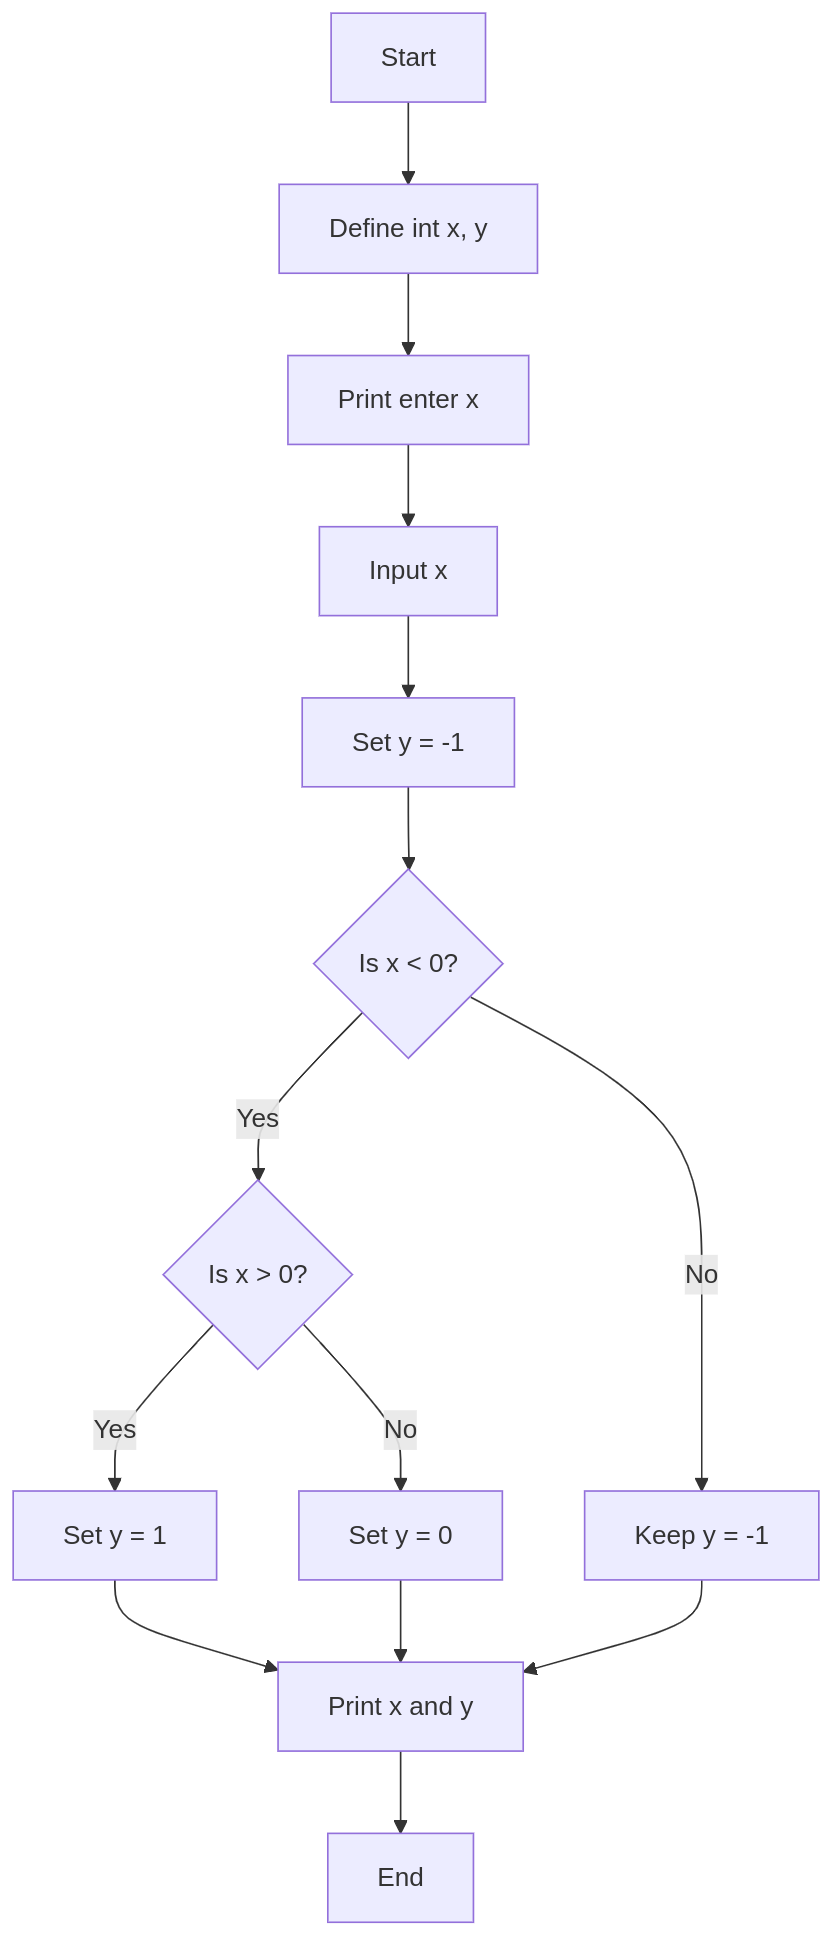 Start
Define int x, y
Print enter x
Input x
Set y = -1
Is x < 0?
Yes
Is x > 0?
No
Yes
No
Set y = 1
Set y = 0
Keep y = -1
Print x and y
End